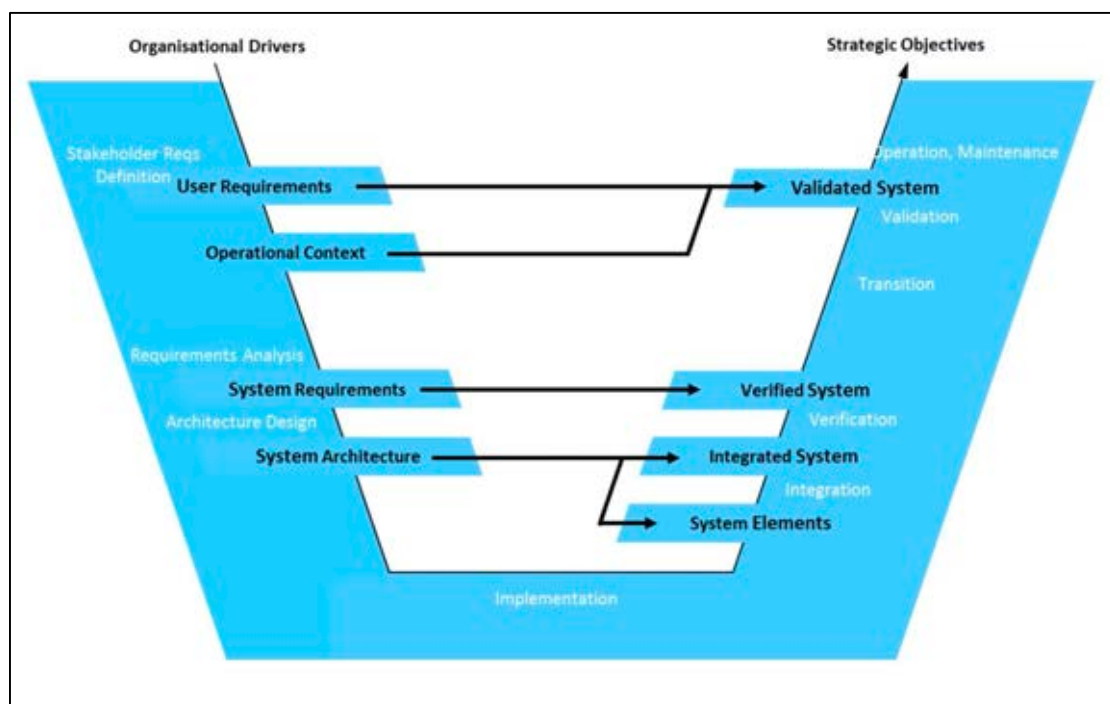 Organisational Drivers
Strategic Objectives
Stakeholder Reqs
Definition
Operation, Maintenance
User Requirements
Validated System
Validation
Operational Context
Transition
Requirements Analysis
System Requirements
Verified System
Architecture Design
Verification
System Architecture
Integrated System
Integration
System Elements
Implementation